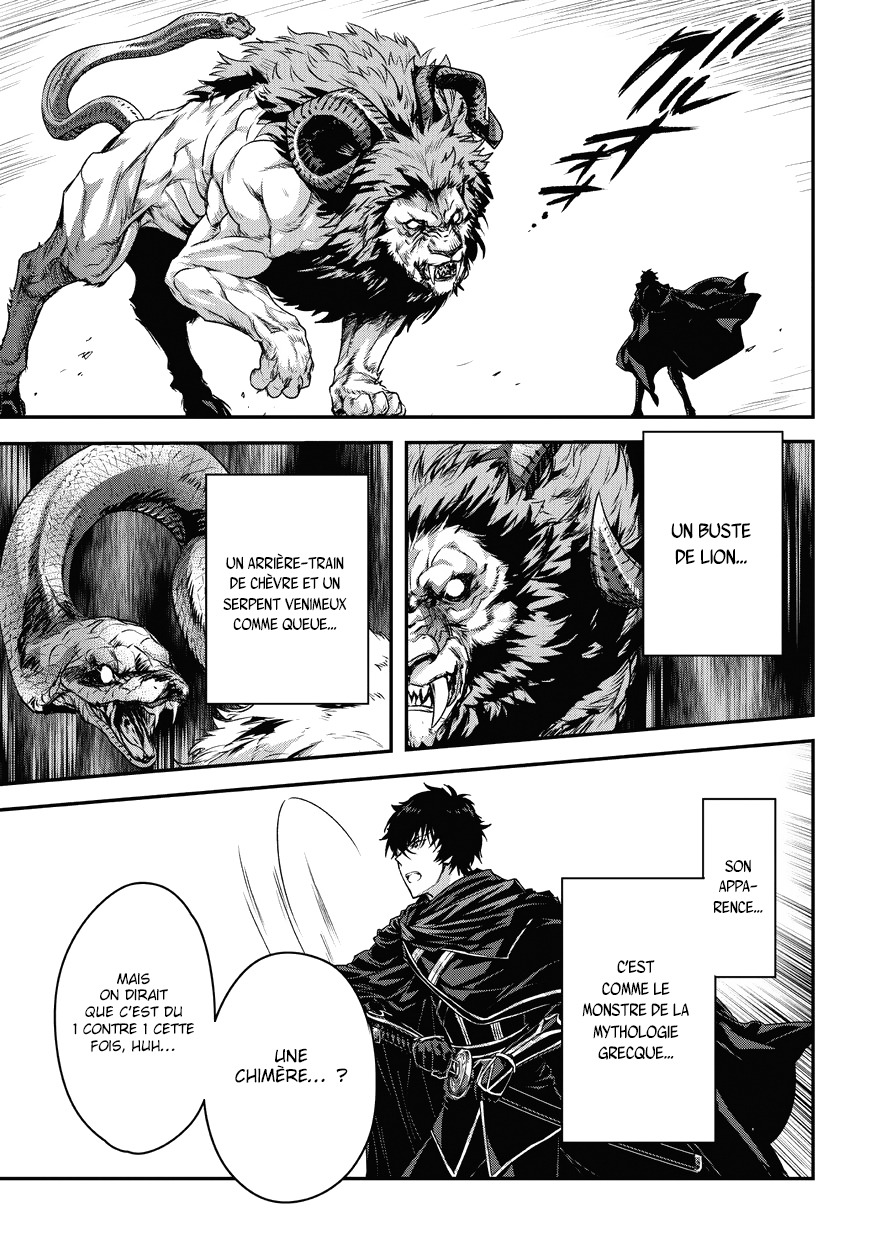 グルメキ
UN BUSTE
DE LION...
UN ARRIÈRE-TRAIN
DE CHÈVRE ET UN
SERPENT VENIMEUX
COMME QUEUE...
SON
APPA-
RENCE...
C'EST
COMME LE
MONSTRE DE LA
MYTHOLOGIE
GRECQUE...
UNE
CHIMÈRE... ?
MAIS
ON DIRAIT
QUE C'EST DU
1 CONTRE 1 CETTE
FOIS, HUH...